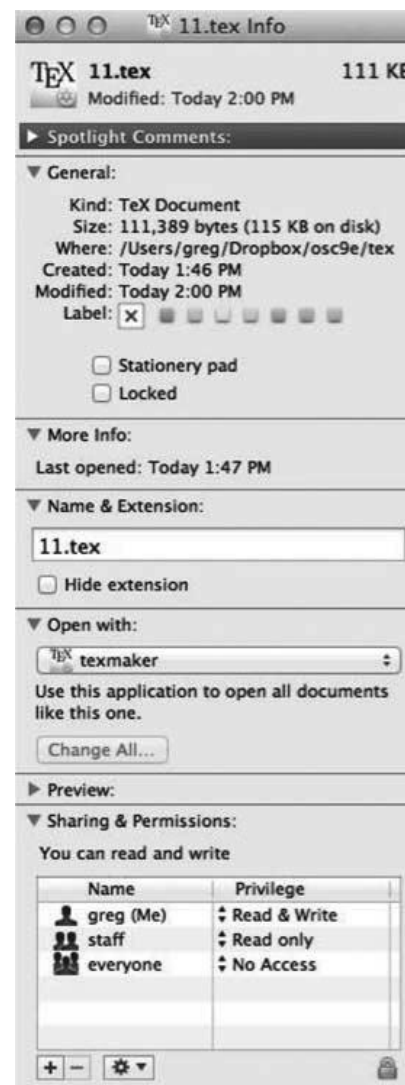 TEX 11.tex Info
TEX 11.tex 111 KB
Modified: Today 2:00 PM
Spotlight Comments:
General:
Kind: TeX Document
Size: 111,389 bytes (115 KB on disk)
Where: /Users/greg/Dropbox/osc9e/tex
Created: Today 1:46 PM
Modified: Today 2:00 PM
Label:
Stationery pad
Locked
More Info:
Last opened: Today 1:47 PM
Name & Extension:
11.tex
Hide extension
Open with:
TEX texmaker
Use this application to open all documents
like this one.
Change All...
Preview:
Sharing & Permissions:
You can read and write
Name Privilege
greg (Me) Read & Write
staff Read only
everyone No Access